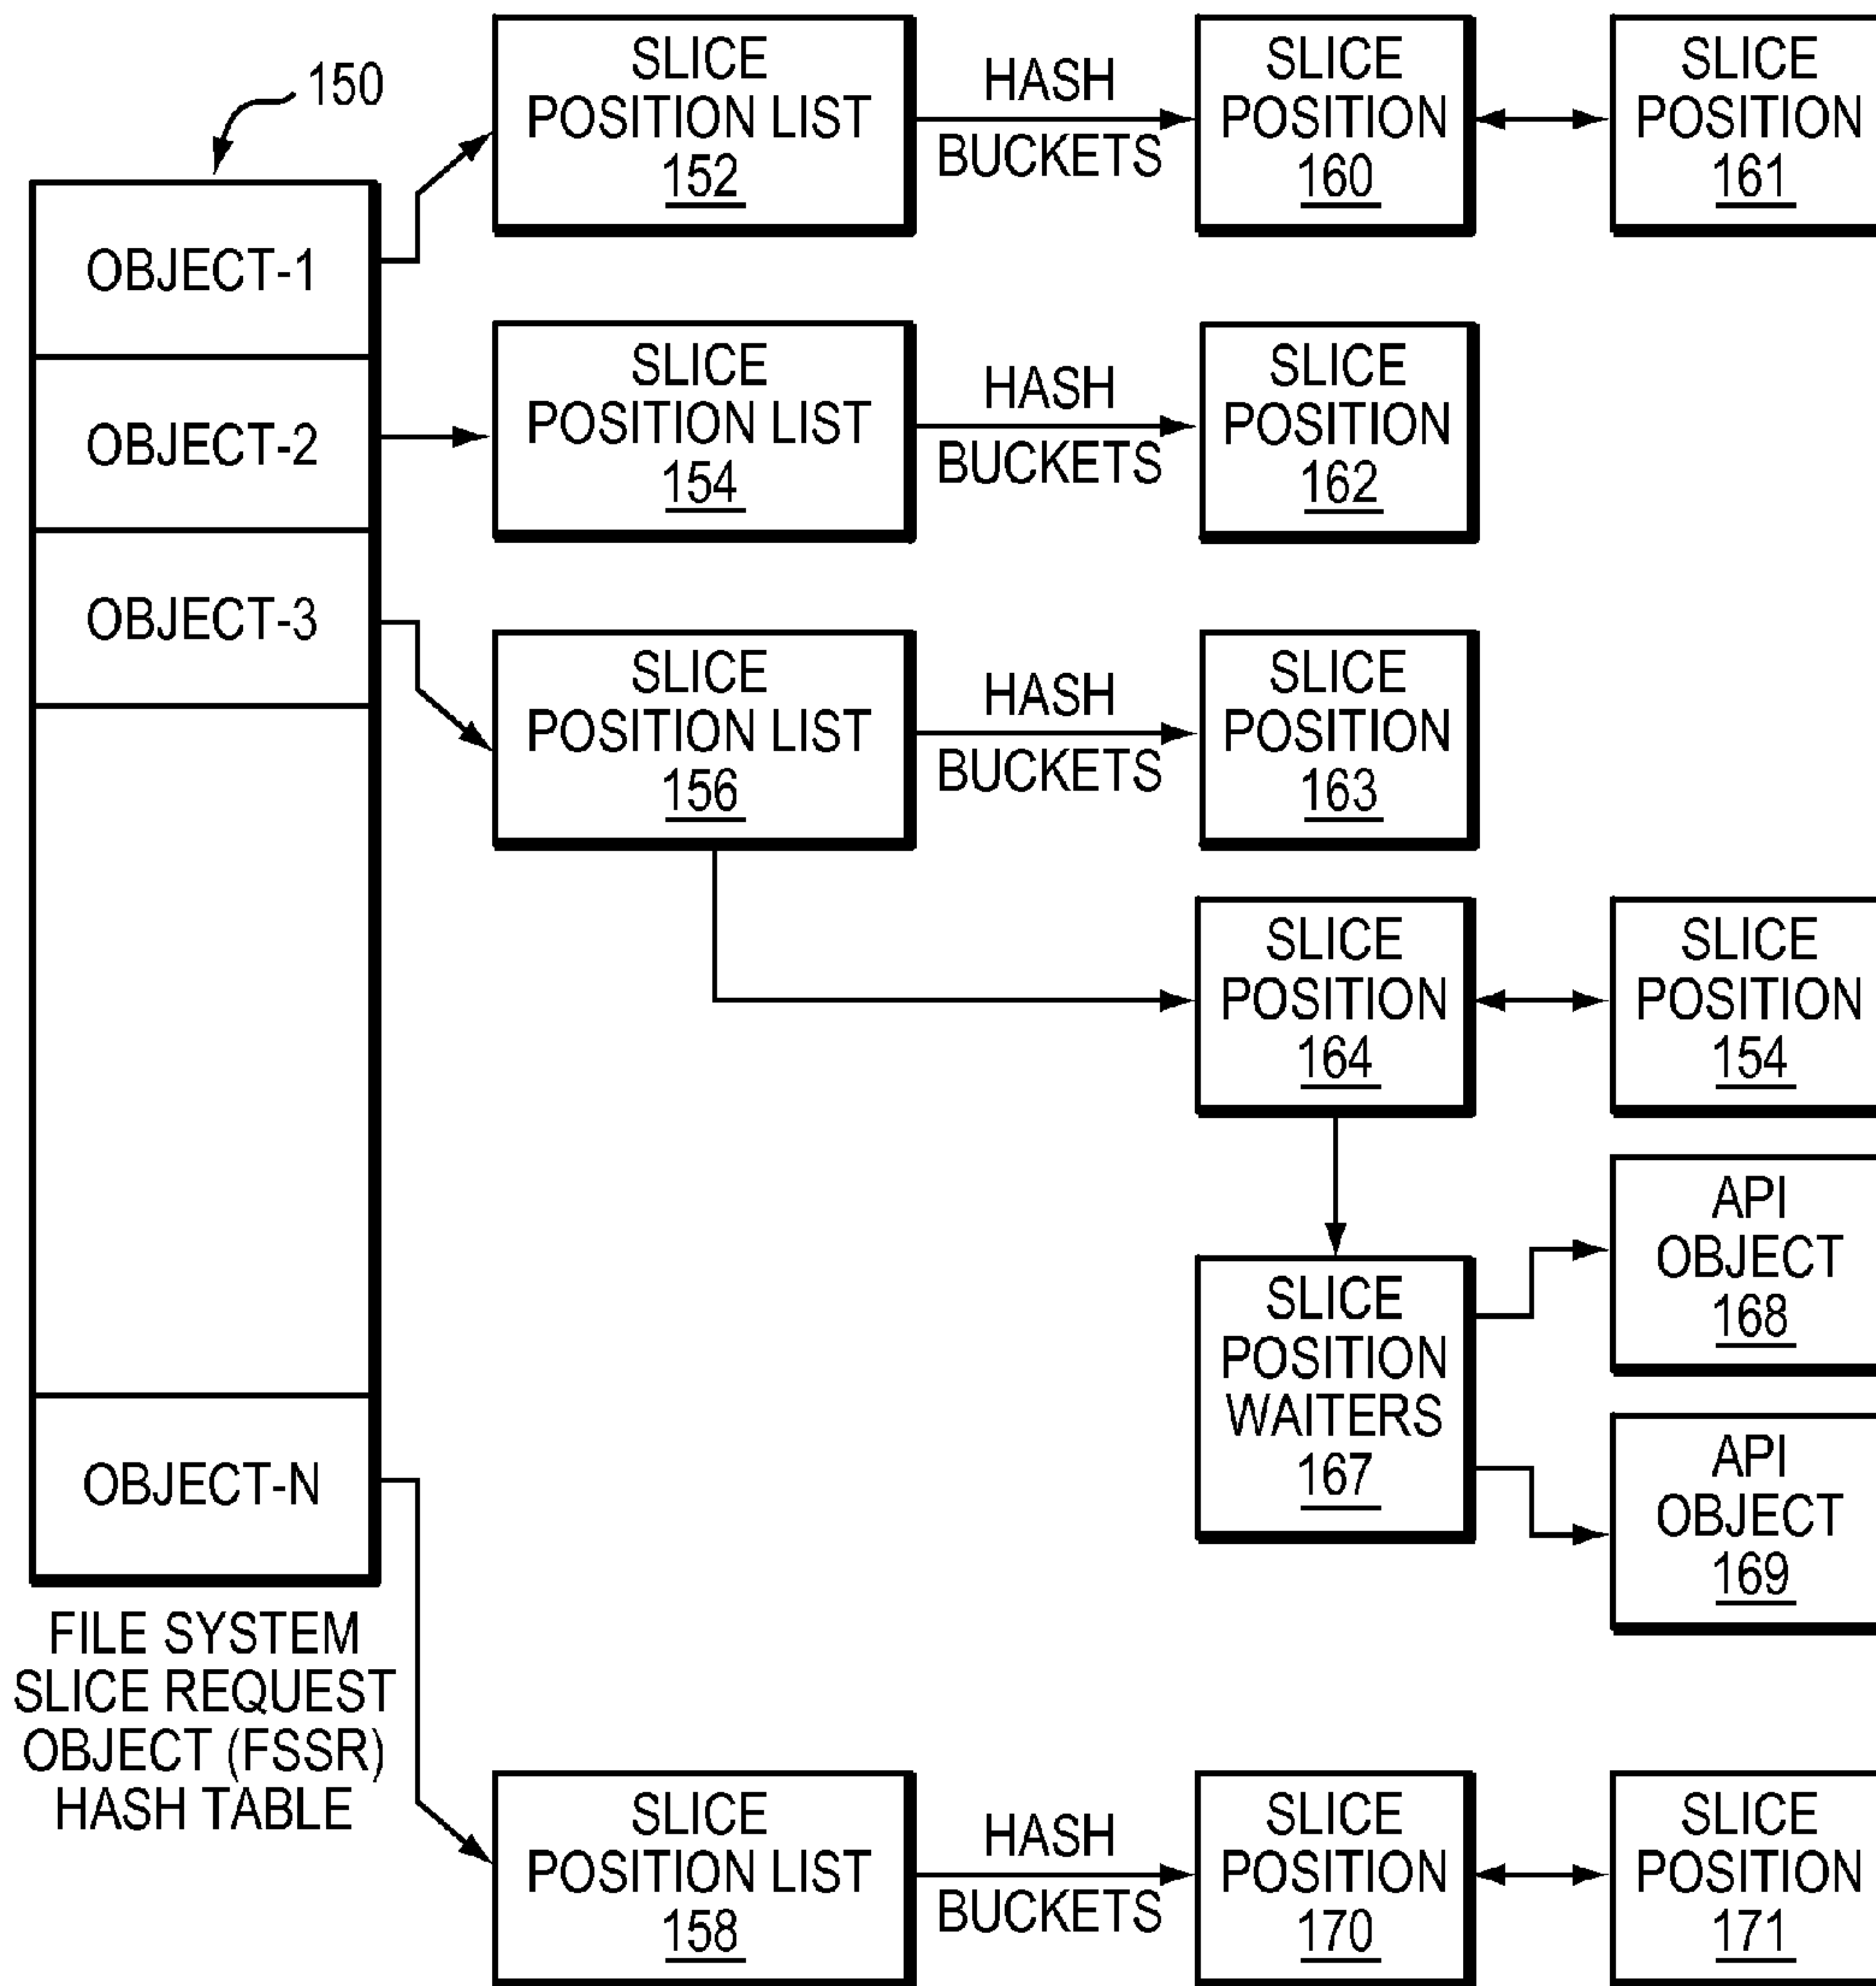 150
OBJECT-1
OBJECT-2
OBJECT-3
OBJECT-N
FILE SYSTEM
SLICE REQUEST
OBJECT (FSSR)
HASH TABLE
SLICE
POSITION LIST
152
HASH
BUCKETS
SLICE
POSITION
160
SLICE
POSITION
161
SLICE
POSITION LIST
154
HASH
BUCKETS
SLICE
POSITION
162
SLICE
POSITION LIST
156
HASH
BUCKETS
SLICE
POSITION
163
SLICE
POSITION
164
SLICE
POSITION
154
SLICE
POSITION
WAITERS
167
API
OBJECT
168
API
OBJECT
169
SLICE
POSITION LIST
158
HASH
BUCKETS
SLICE
POSITION
170
SLICE
POSITION
171